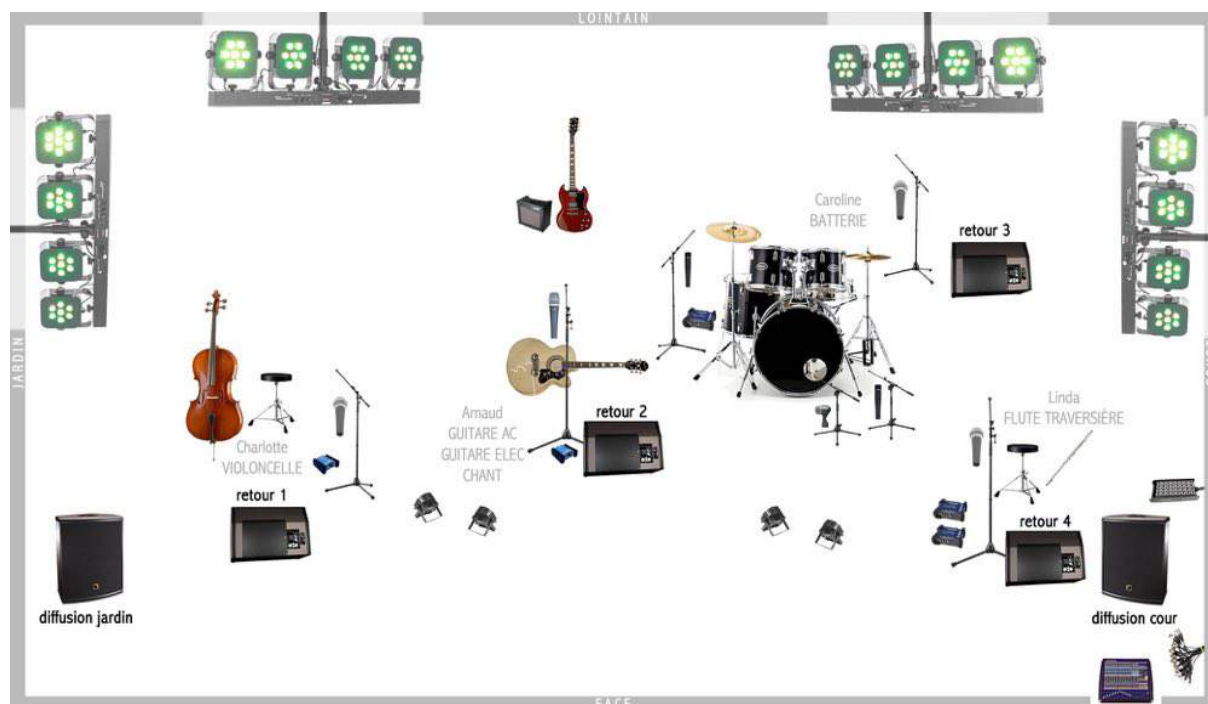 LOINTAIN
Caroline
BATTERIE
retour 3
JARDIN
Linda
FLUTE TRAVERSIÈRE
Arnaud
GUITARE AC
GUITARE ELEC
CHANT
retour 2
Charlotte
VIOLONCELLE
retour 1
retour 4
diffusion jardin
diffusion cour
FACE